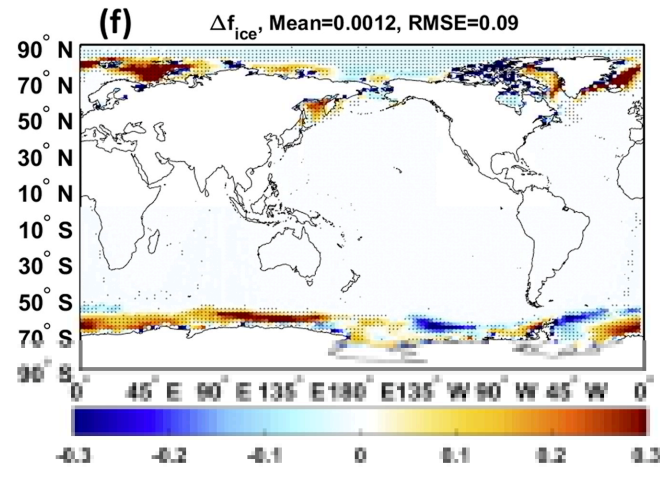 (f)
Δf_ice, Mean=0.0012, RMSE=0.09
90° N
70° N
50° N
30° N
10° N
10° S
30° S
50° S
70° S
90° S
0° 45° E 90° E 135° E 180° E 135° W 90° W 45° W 0°
-0.3 -0.2 -0.1 0 0.1 0.2 0.3